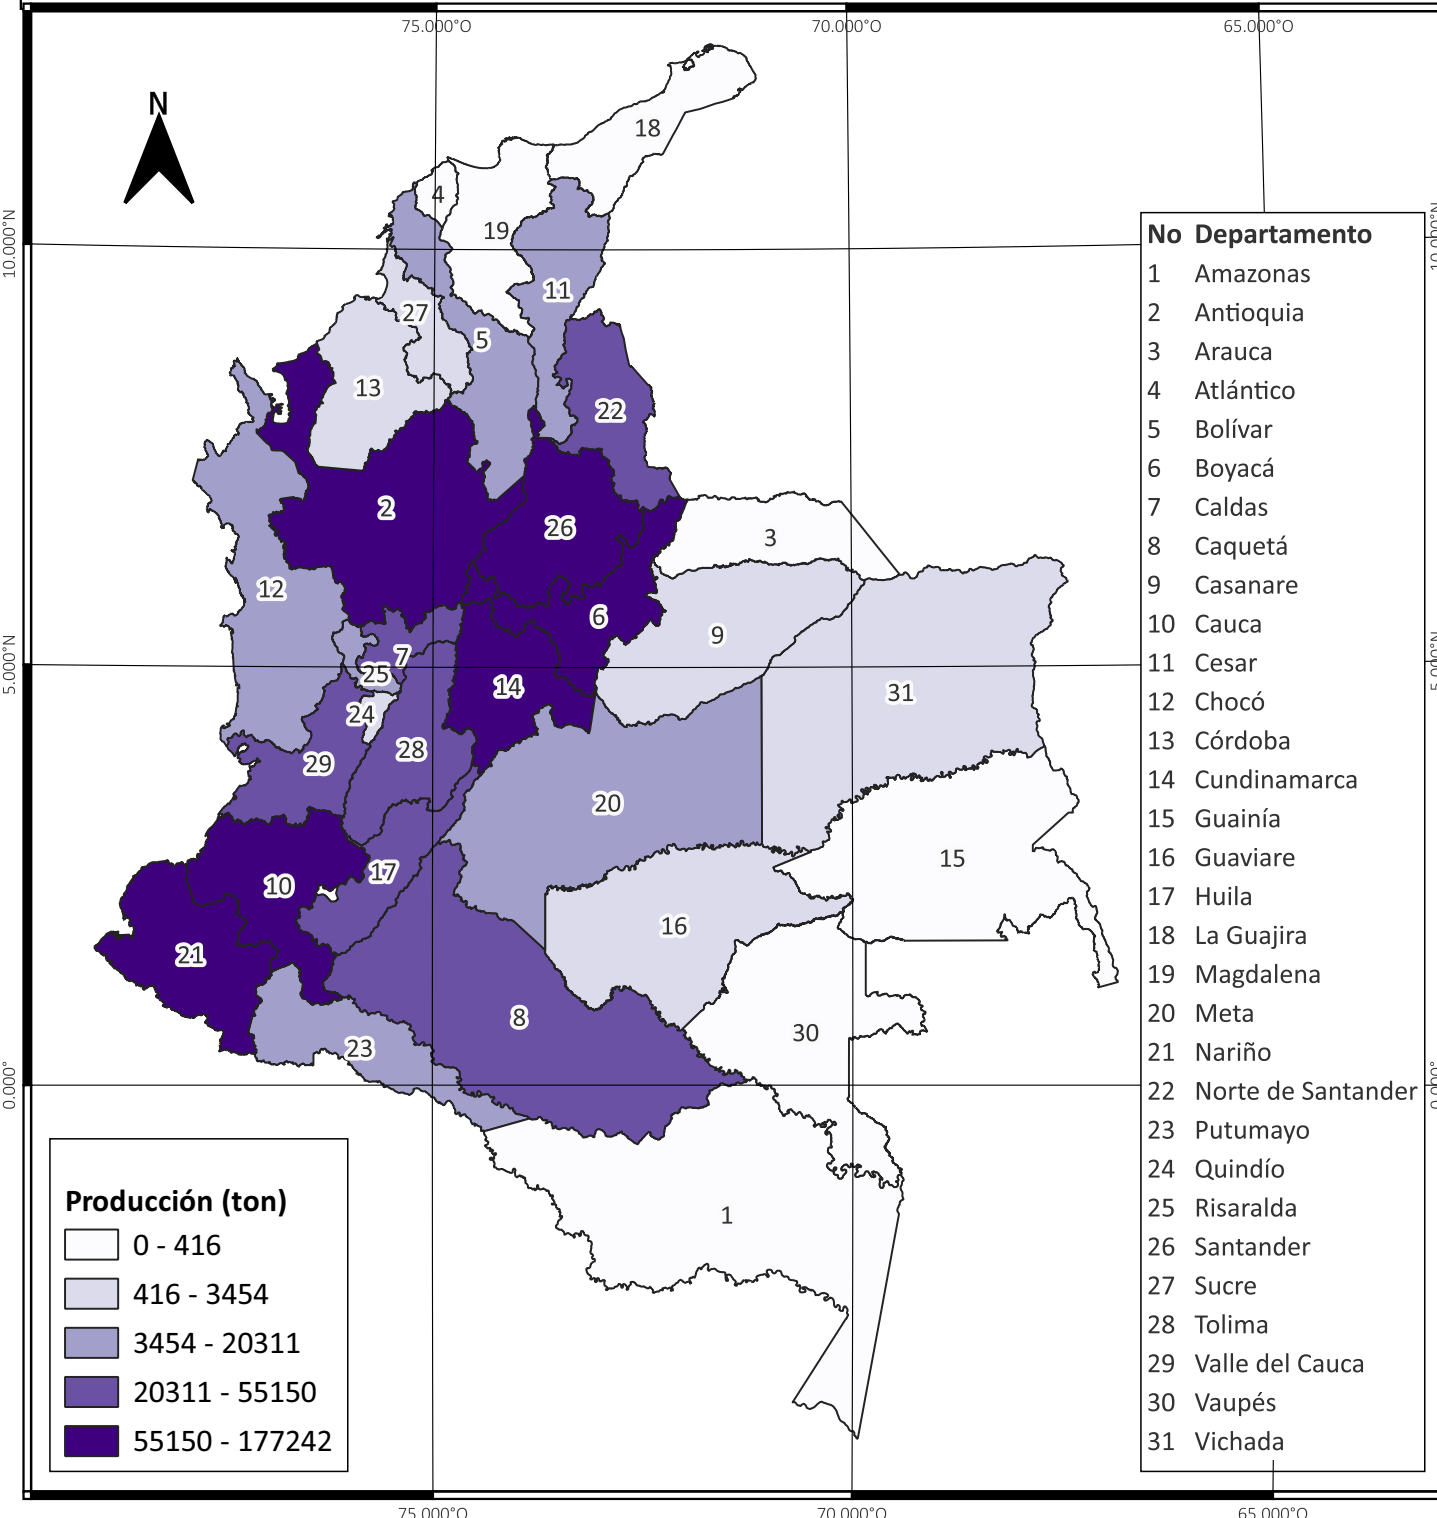 75.000°O 70.000°O 65.000°O
N
10.000°N
5.000°N
0.000°
18
4
19
11
27
5
13
22
2
26
3
12
6
9
7
25
14
31
24
28
29
20
15
17
10
16
21
8
30
23
1
No Departamento
1 Amazonas
2 Antioquia
3 Arauca
4 Atlántico
5 Bolívar
6 Boyacá
7 Caldas
8 Caquetá
9 Casanare
10 Cauca
11 Cesar
12 Chocó
13 Córdoba
14 Cundinamarca
15 Guainía
16 Guaviare
17 Huila
18 La Guajira
19 Magdalena
20 Meta
21 Nariño
22 Norte de Santander
23 Putumayo
24 Quindío
25 Risaralda
26 Santander
27 Sucre
28 Tolima
29 Valle del Cauca
30 Vaupés
31 Vichada
Producción (ton)
0 - 416
416 - 3454
3454 - 20311
20311 - 55150
55150 - 177242
75.000°O 70.000°O 65.000°O